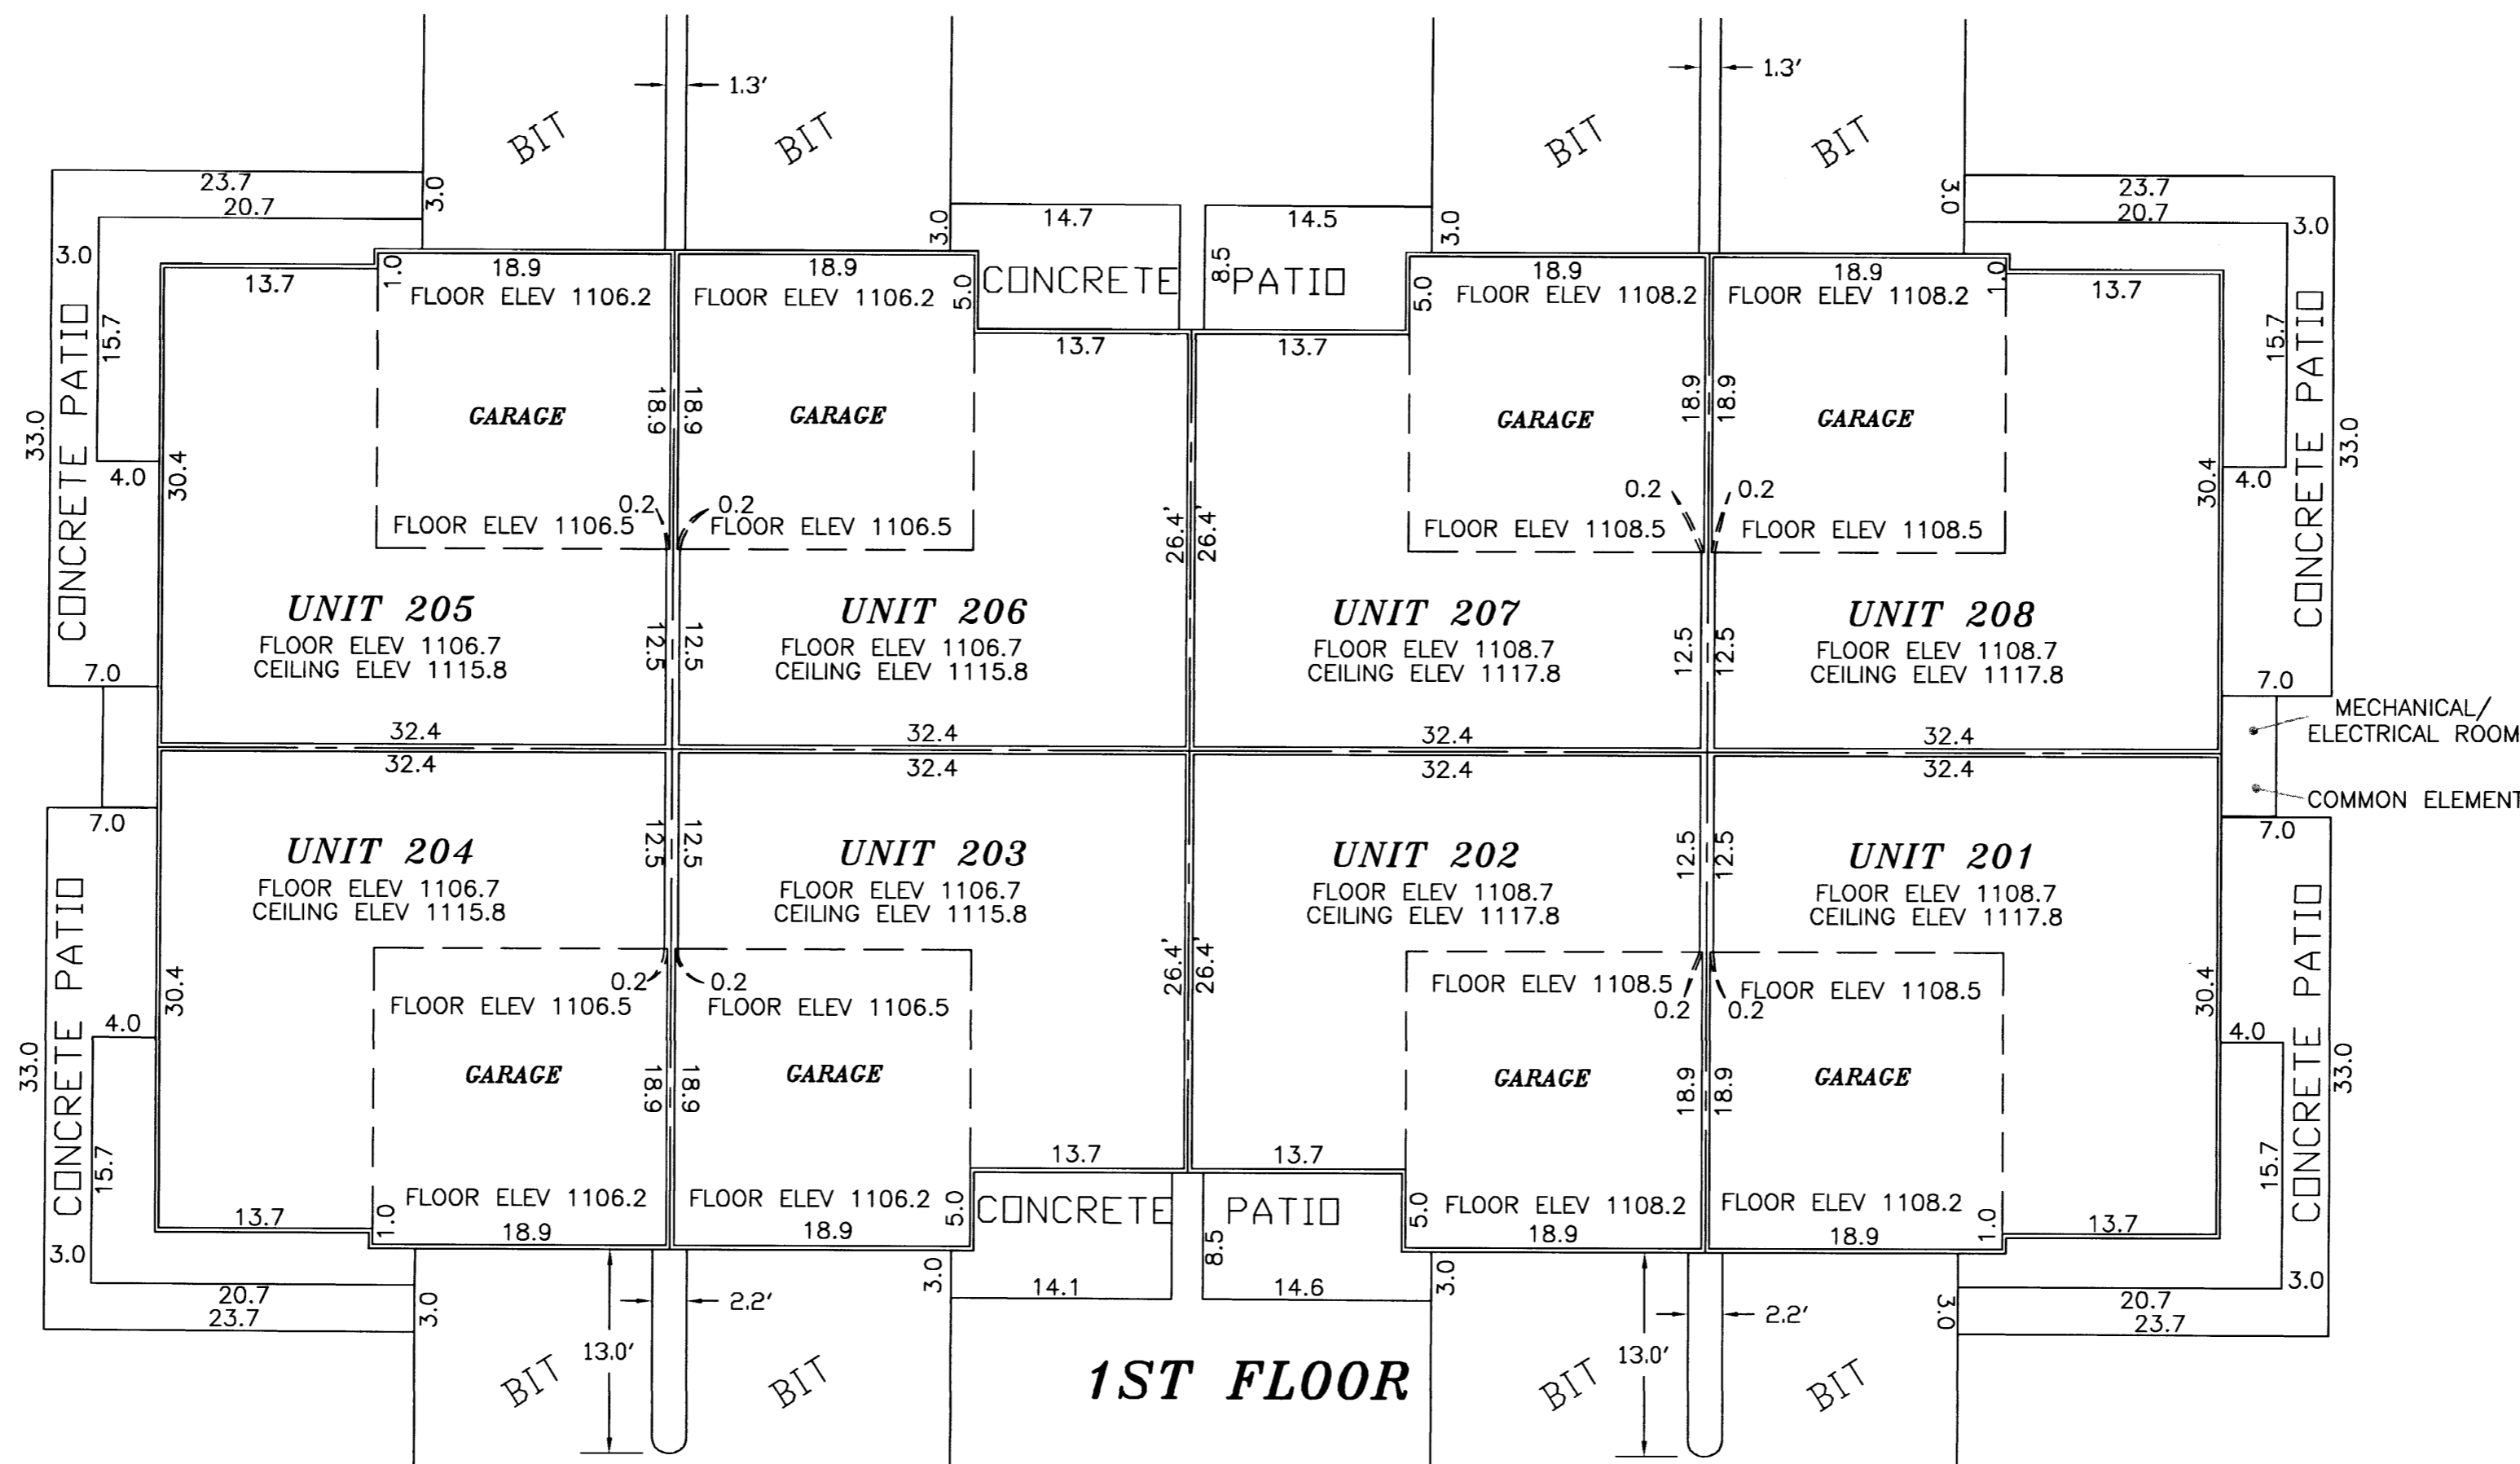 1.3'
1.3'
BIT
BIT
BIT
BIT
23.7
20.7
3.0
3.0
14.7
14.5
3.0
3.0
23.7
20.7
3.0
3.0
13.7
1.0
18.9
FLOOR ELEV 1106.2
18.9
FLOOR ELEV 1106.2
5.0
CONCRETE
8.5
PATIO
5.0
18.9
FLOOR ELEV 1108.2
18.9
FLOOR ELEV 1108.2
1.0
13.7
13.7
13.7
15.7
15.7
CONCRETE PATIO
33.0
4.0
30.4
GARAGE
18.9
18.9
GARAGE
GARAGE
18.9
18.9
GARAGE
30.4
4.0
CONCRETE PATIO
33.0
0.2
0.2
0.2
0.2
FLOOR ELEV 1106.5
FLOOR ELEV 1106.5
26.4'
26.4'
FLOOR ELEV 1108.5
FLOOR ELEV 1108.5
UNIT 205
FLOOR ELEV 1106.7
CEILING ELEV 1115.8
12.5
12.5
UNIT 206
FLOOR ELEV 1106.7
CEILING ELEV 1115.8
UNIT 207
FLOOR ELEV 1108.7
CEILING ELEV 1117.8
12.5
12.5
UNIT 208
FLOOR ELEV 1108.7
CEILING ELEV 1117.8
7.0
7.0
MECHANICAL/
ELECTRICAL ROOM
32.4
32.4
32.4
32.4
32.4
32.4
32.4
32.4
COMMON ELEMENT
7.0
7.0
UNIT 204
FLOOR ELEV 1106.7
CEILING ELEV 1115.8
12.5
12.5
UNIT 203
FLOOR ELEV 1106.7
CEILING ELEV 1115.8
UNIT 202
FLOOR ELEV 1108.7
CEILING ELEV 1117.8
12.5
12.5
UNIT 201
FLOOR ELEV 1108.7
CEILING ELEV 1117.8
CONCRETE PATIO
33.0
4.0
30.4
0.2
0.2
FLOOR ELEV 1106.5
FLOOR ELEV 1106.5
26.4'
26.4'
FLOOR ELEV 1108.5
FLOOR ELEV 1108.5
0.2
0.2
30.4
4.0
CONCRETE PATIO
33.0
GARAGE
18.9
18.9
GARAGE
GARAGE
18.9
18.9
GARAGE
15.7
15.7
13.7
13.7
13.7
1.0
FLOOR ELEV 1106.2
18.9
FLOOR ELEV 1106.2
18.9
5.0
CONCRETE
PATIO
8.5
5.0
FLOOR ELEV 1108.2
18.9
FLOOR ELEV 1108.2
18.9
1.0
13.7
3.0
20.7
23.7
3.0
3.0
14.1
14.6
3.0
3.0
3.0
20.7
23.7
2.2'
2.2'
13.0'
13.0'
BIT
BIT
1ST FLOOR
BIT
BIT